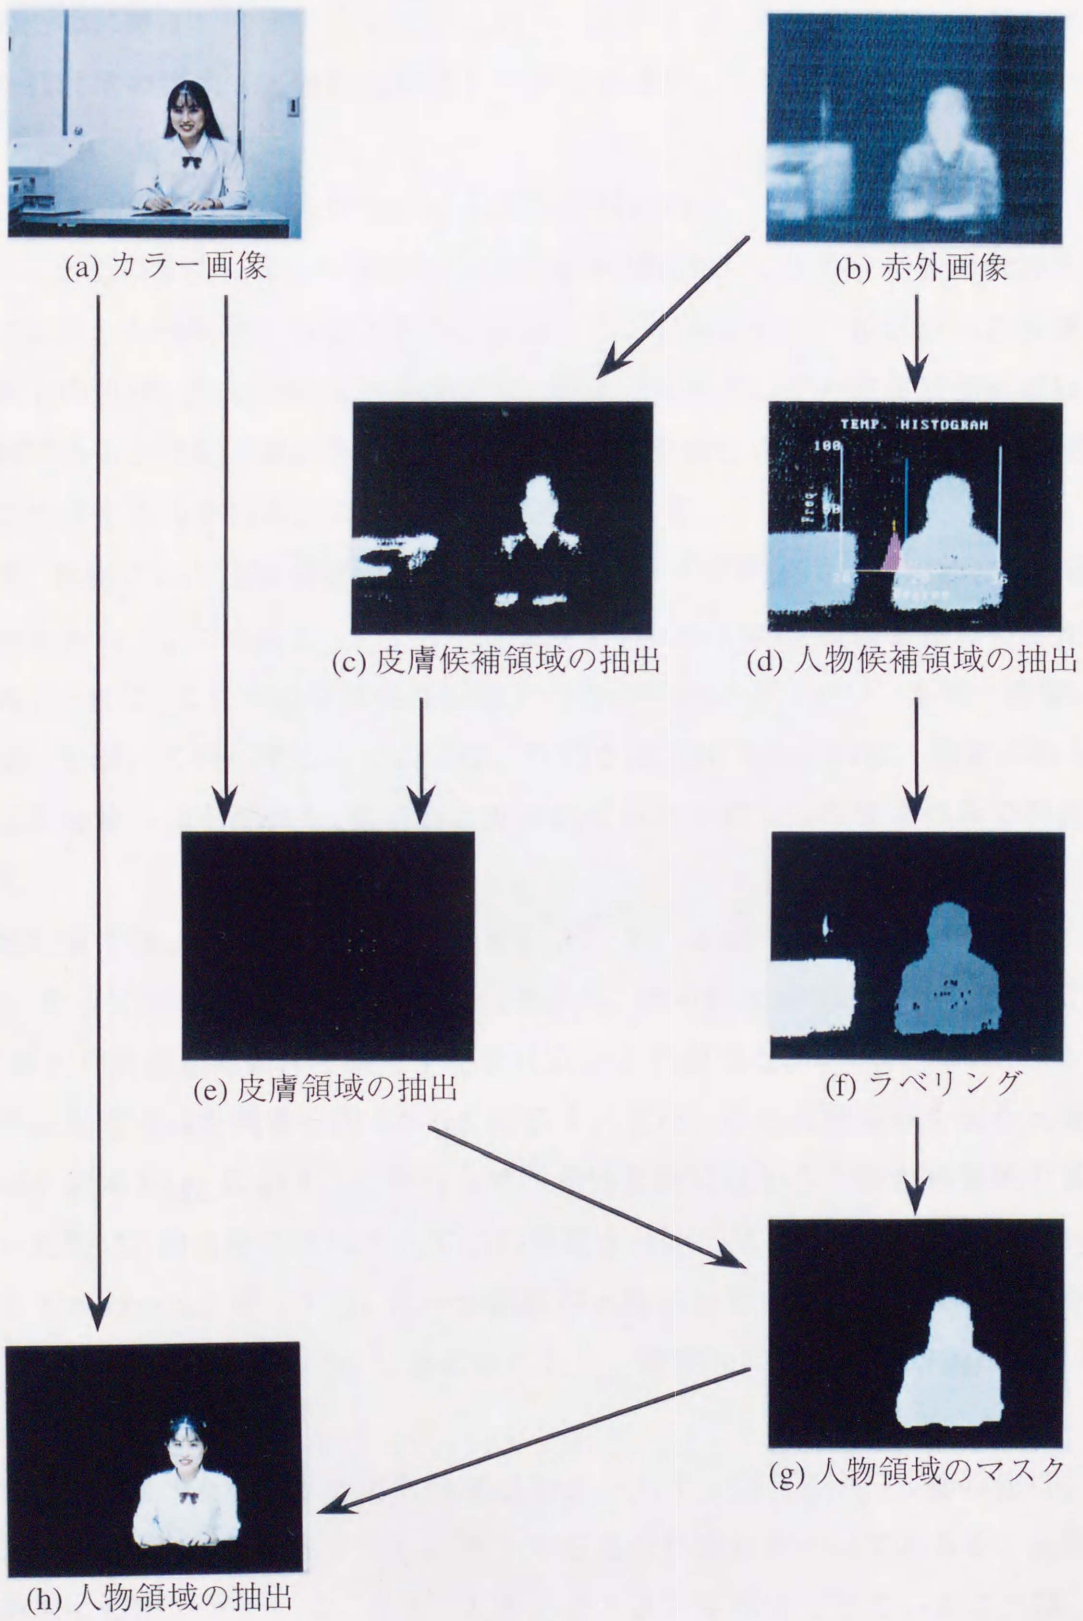 (a) カラー画像
(b) 赤外画像
TEMP. HISTOGRAM
100
Freq.
Degree
(c) 皮膚候補領域の抽出
(d) 人物候補領域の抽出
(e) 皮膚領域の抽出
(f) ラベリング
(g) 人物領域のマスク
(h) 人物領域の抽出